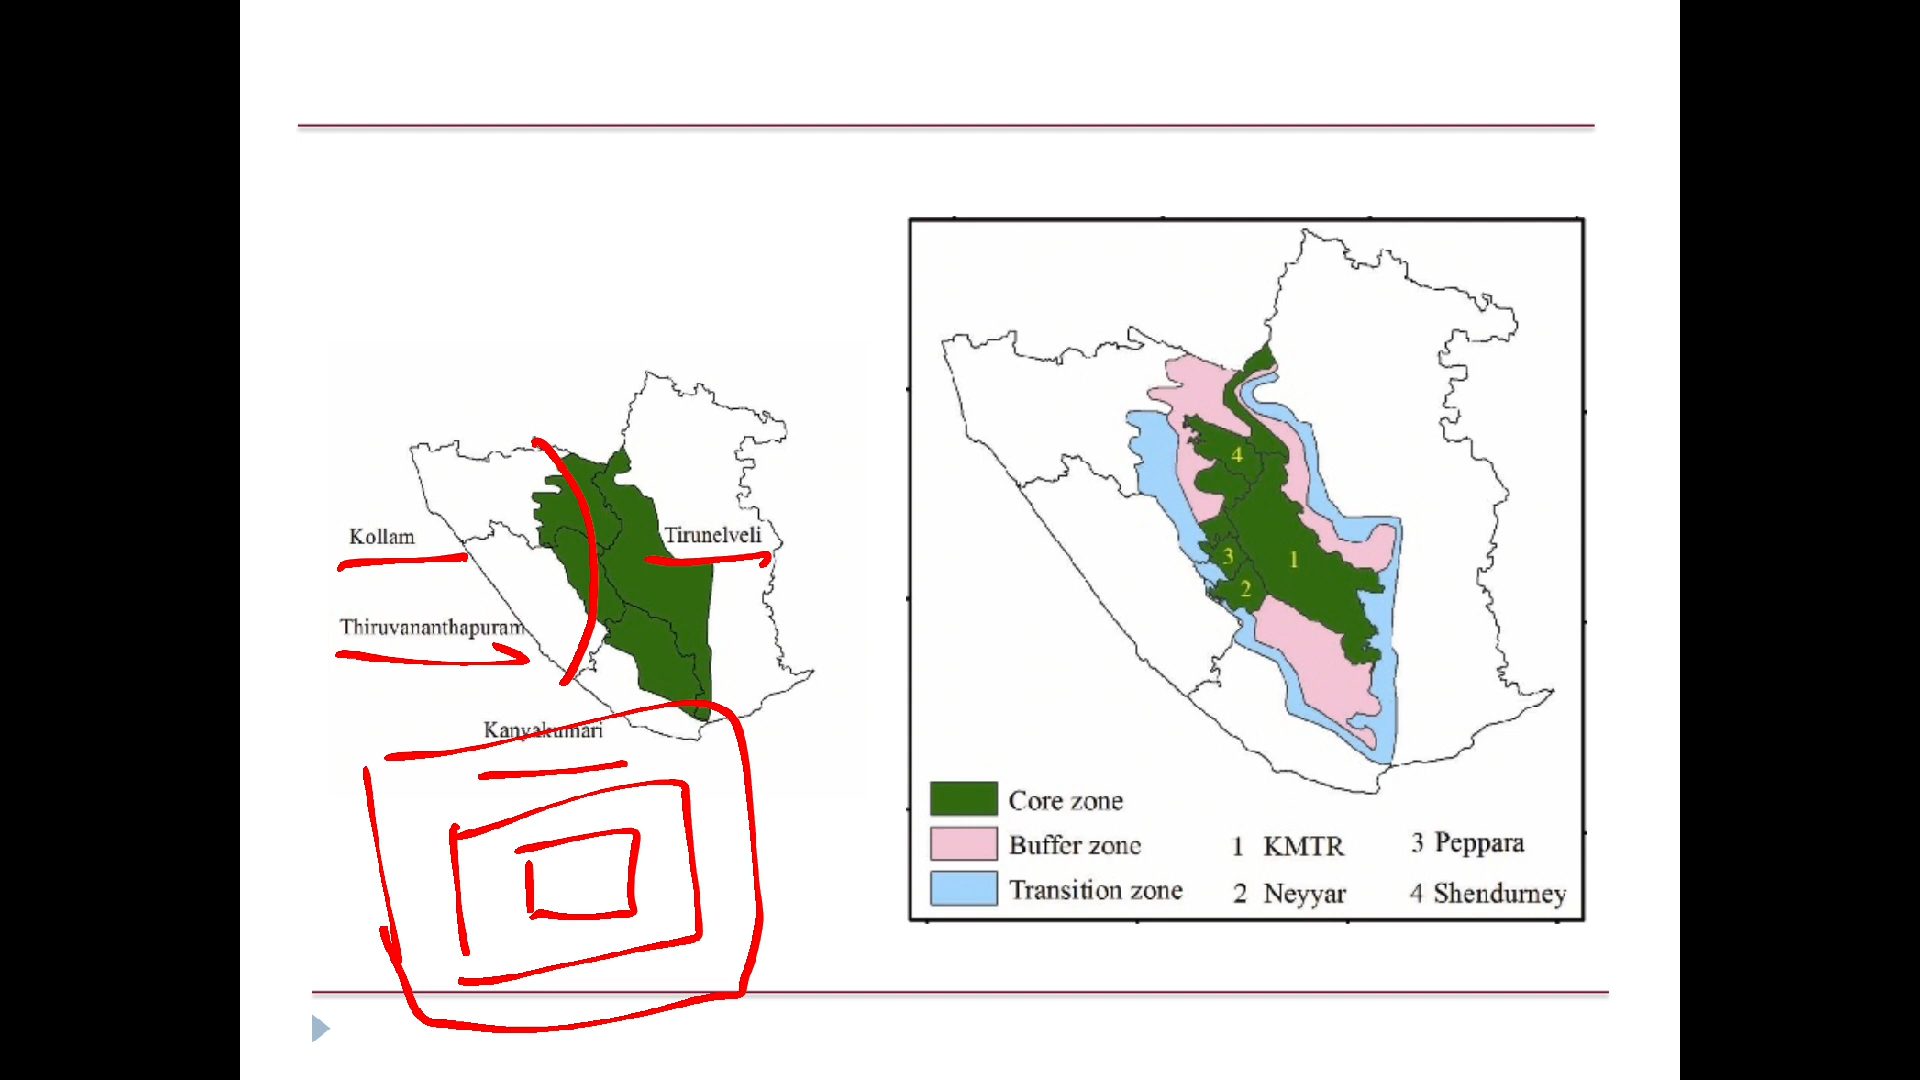 Kollam
Tirunelveli
Thiruvananthapuram
Kanyakumari
4
1
3
2
Core zone
Buffer zone
Transition zone
1 KMTR
3 Peppara
2 Neyyar
4 Shendurney